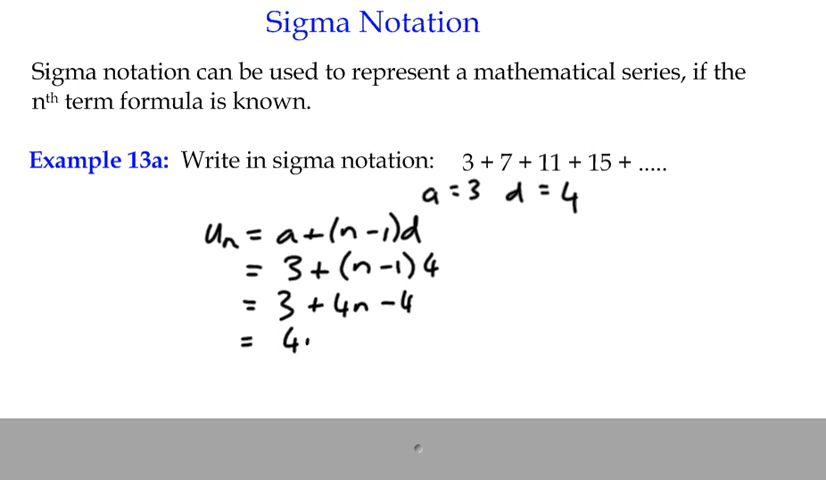 Sigma Notation
Sigma notation can be used to represent a mathematical series, if the
nth term formula is known.
Example 13a: Write in sigma notation: 3 + 7 + 11 + 15 + .....
a = 3 d = 4
un = a + (n - 1)d
= 3 + (n - 1) 4
= 3 + 4n - 4
= 4